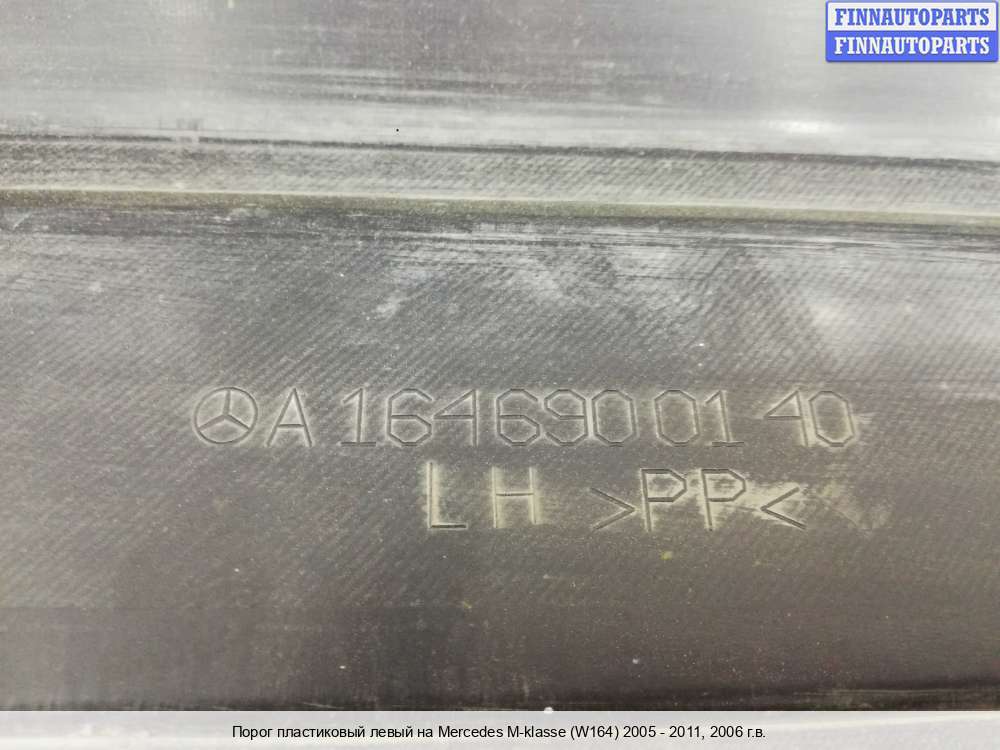 FINNAUTOPARTS
FINNAUTOPARTS
A 164 690 01 40
LH >PP<
Порог пластиковый левый на Mercedes M-klasse (W164) 2005 - 2011, 2006 г.в.